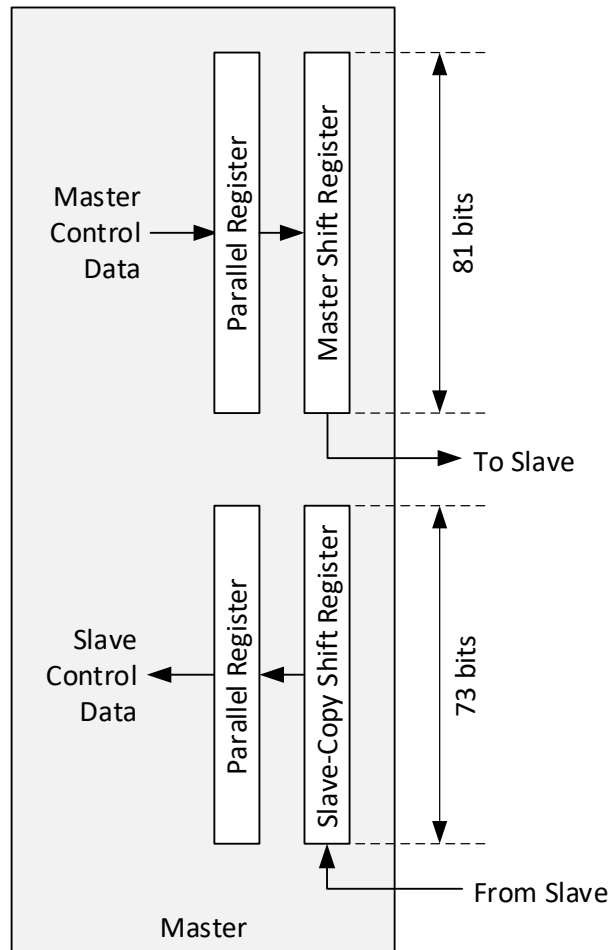 Master
Control
Data
Parallel Register
Master Shift Register
81 bits
To Slave
Slave
Control
Data
Parallel Register
Slave-Copy Shift Register
73 bits
From Slave
Master